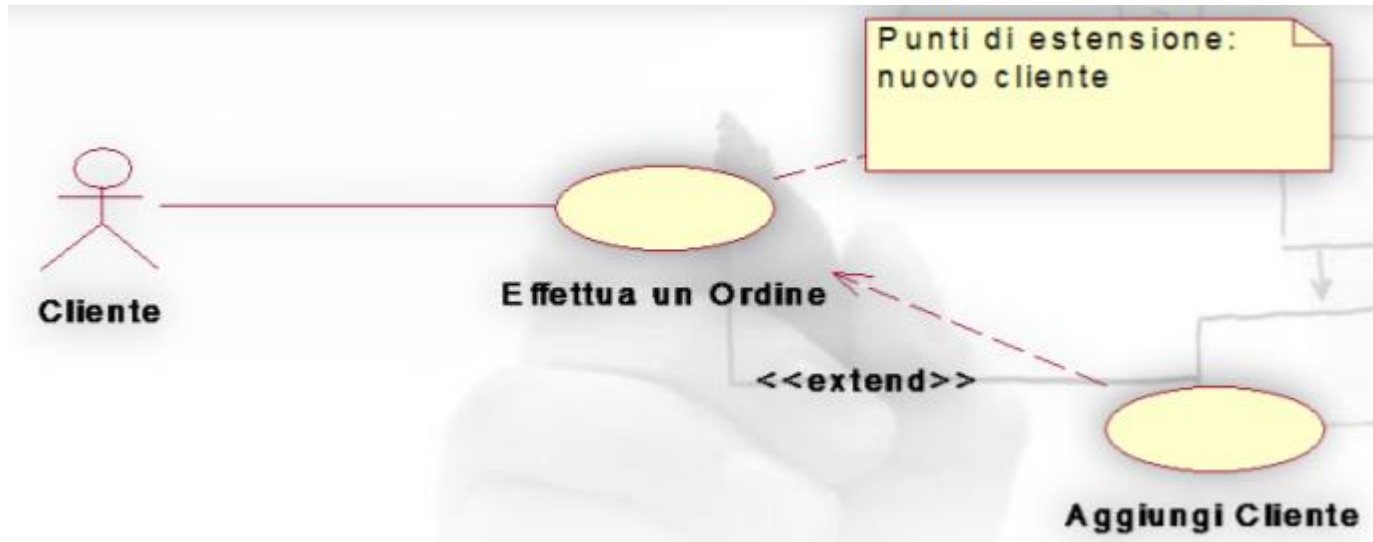 Punti di estensione:
nuovo cliente
Cliente
Effettua un Ordine
<<extend>>
Aggiungi Cliente